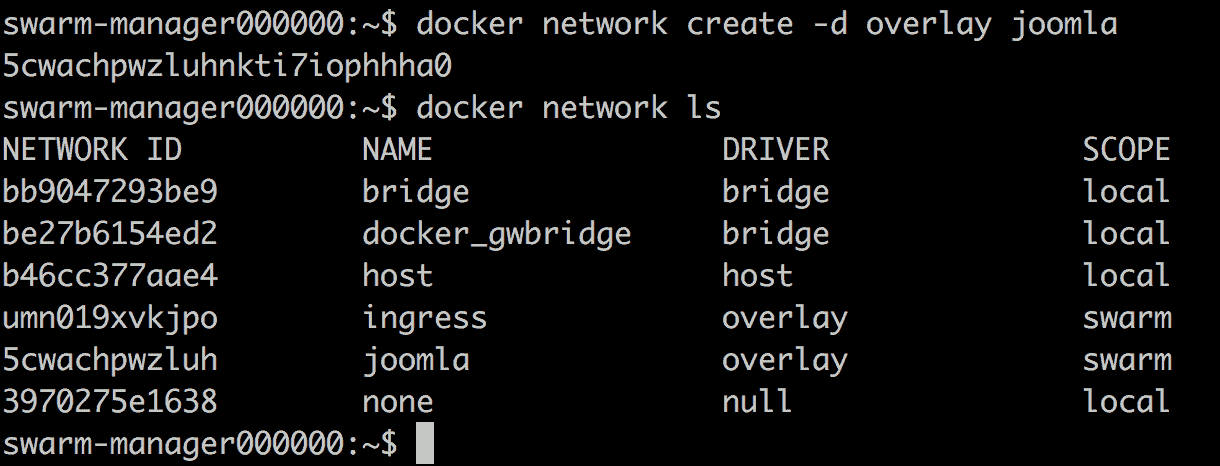 swarm-manager000000:~$ docker network create -d overlay joomla
5cwachpwzluhnkti7iophhha0
swarm-manager000000:~$ docker network ls
NETWORK ID          NAME                DRIVER              SCOPE
bb9047293be9        bridge              bridge              local
be27b6154ed2        docker_gwbridge     bridge              local
b46cc377aae4        host                host                local
umn019xvkjpo        ingress             overlay             swarm
5cwachpwzluh        joomla              overlay             swarm
3970275e1638        none                null                local
swarm-manager000000:~$